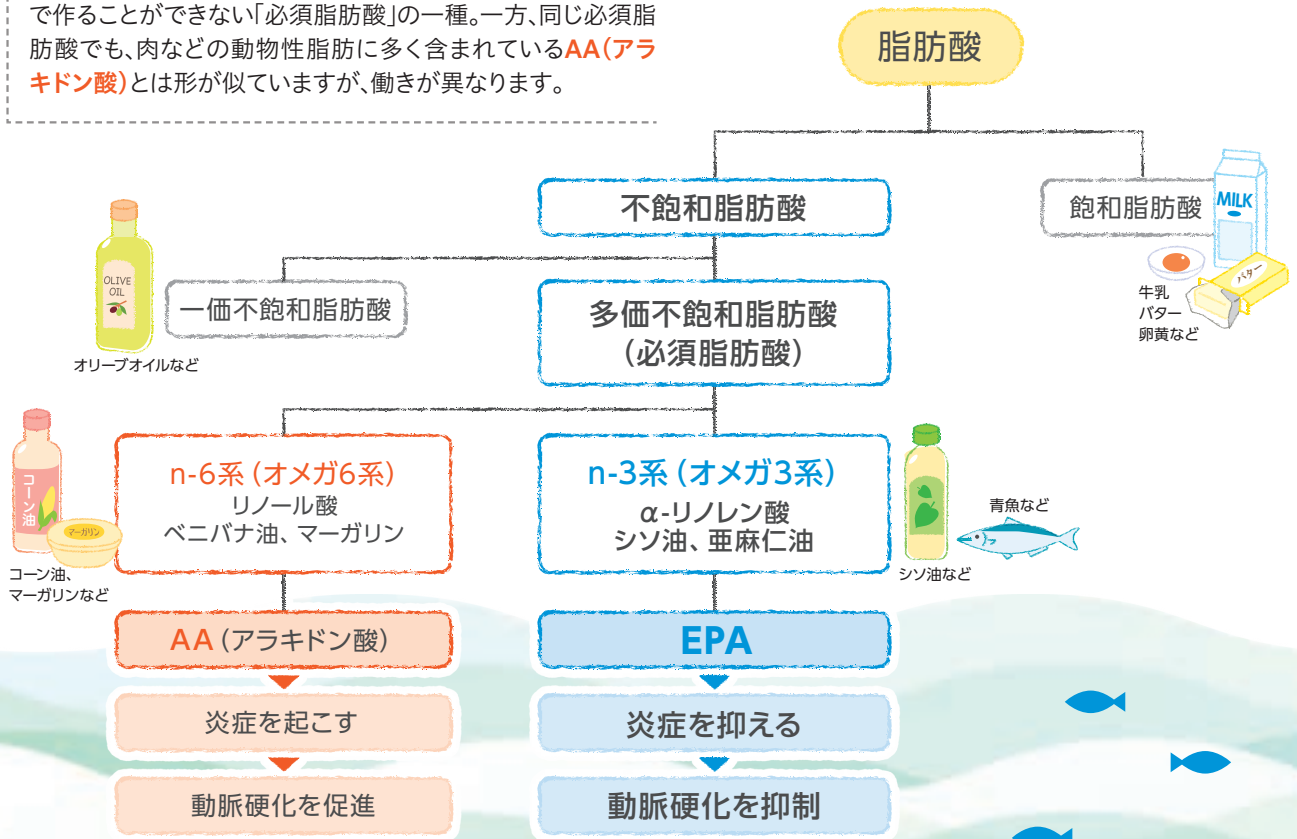 で作ることができない「必須脂肪酸」の一種。一方、同じ必須脂
肪酸でも、肉などの動物性脂肪に多く含まれているAA(アラ
キドン酸)とは形が似ていますが、働きが異なります。
脂肪酸
不飽和脂肪酸
飽和脂肪酸
MILK
バター
牛乳
バター
卵黄など
OLIVE
OIL
オリーブオイルなど
一価不飽和脂肪酸
多価不飽和脂肪酸
(必須脂肪酸)
コーン油
マーガリン
コーン油、
マーガリンなど
n-6系(オメガ6系)
リノール酸
ベニバナ油、マーガリン
n-3系(オメガ3系)
α-リノレン酸
シソ油、亜麻仁油
シソ油など
青魚など
AA(アラキドン酸)
炎症を起こす
動脈硬化を促進
EPA
炎症を抑える
動脈硬化を抑制